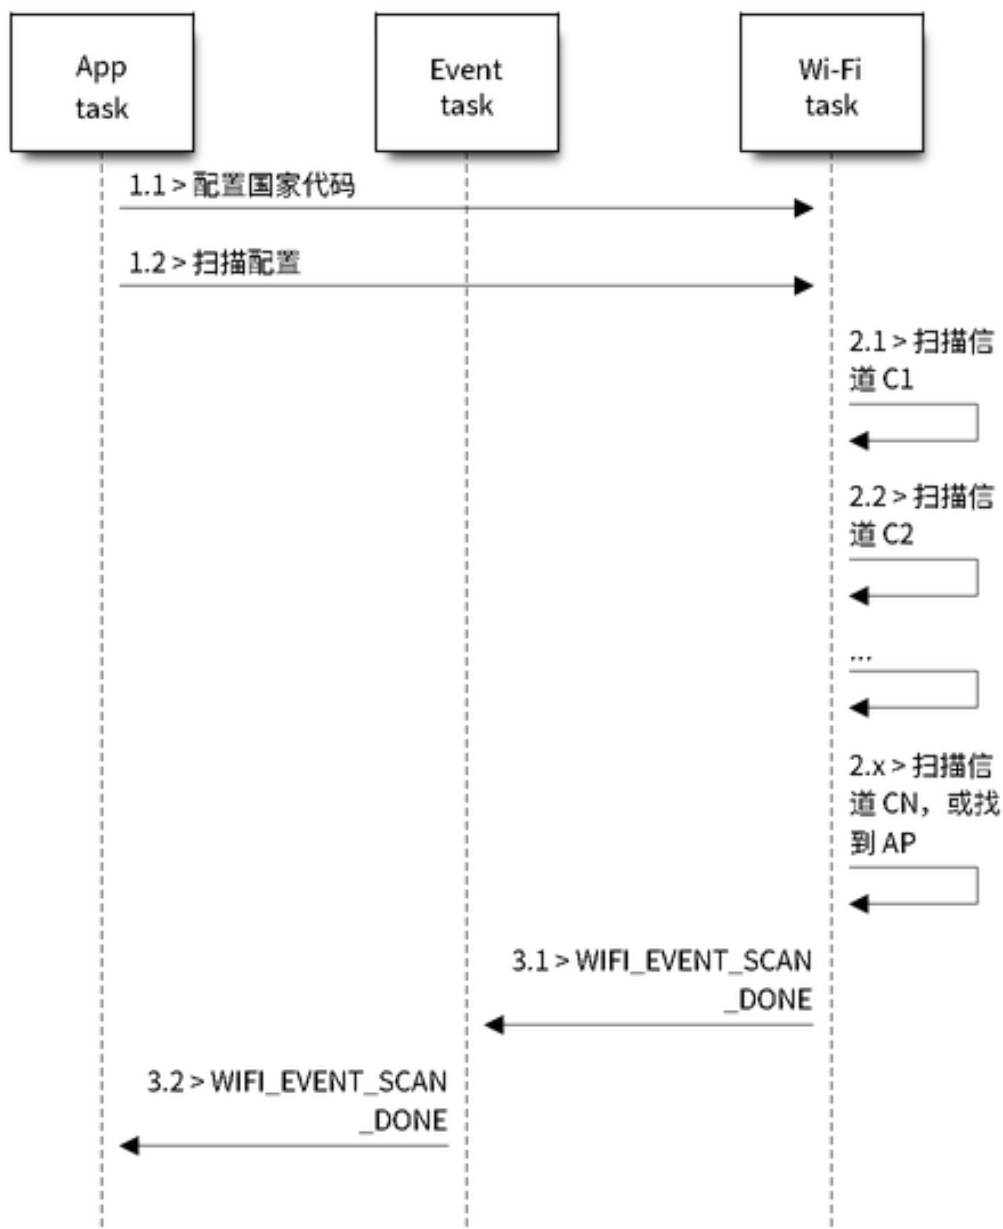 App
task
Event
task
Wi-Fi
task
1.1 > 配置国家代码
1.2 > 扫描配置
2.1 > 扫描信
道 C1
2.2 > 扫描信
道 C2
...
2.x > 扫描信
道 CN，或找
到 AP
3.1 > WIFI_EVENT_SCAN
_DONE
3.2 > WIFI_EVENT_SCAN
_DONE